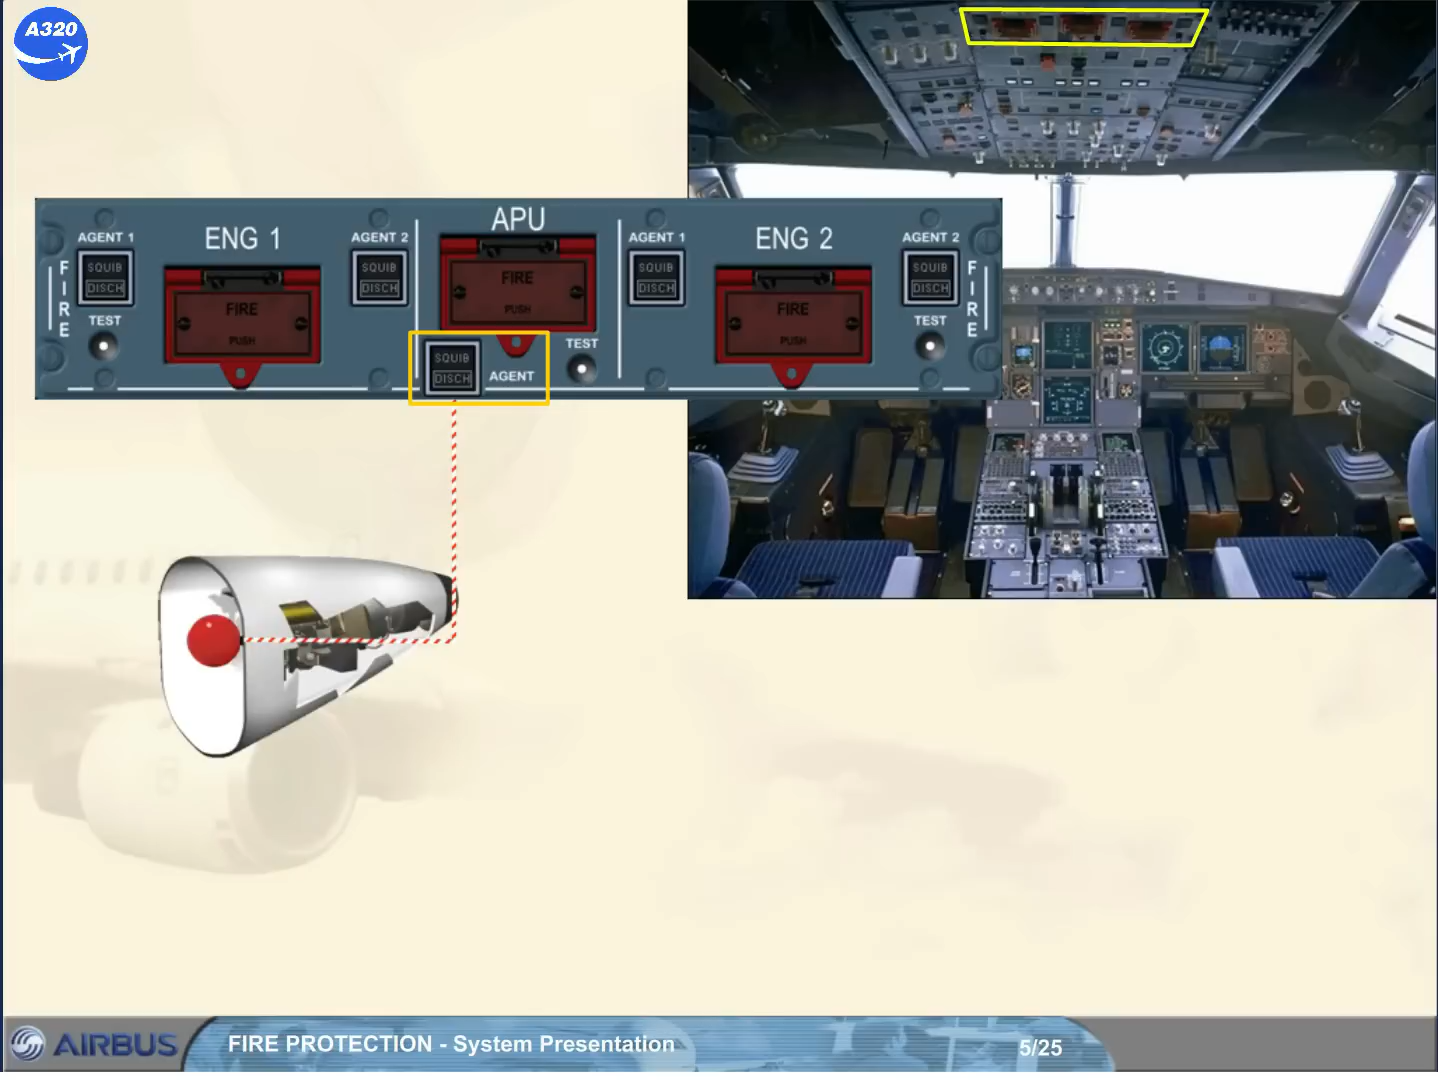 A320
APU
AGENT 1
ENG 1
AGENT 2
AGENT 1
ENG 2
AGENT 2
SQUIB
DISCH
SQUIB
DISCH
SQUIB
DISCH
SQUIB
DISCH
FIRE
FIRE
FIRE
PUSH
FIRE
PUSH
FIRE
PUSH
TEST
TEST
TEST
SQUIB
DISCH
AGENT
AIRBUS
FIRE PROTECTION - System Presentation
5/25